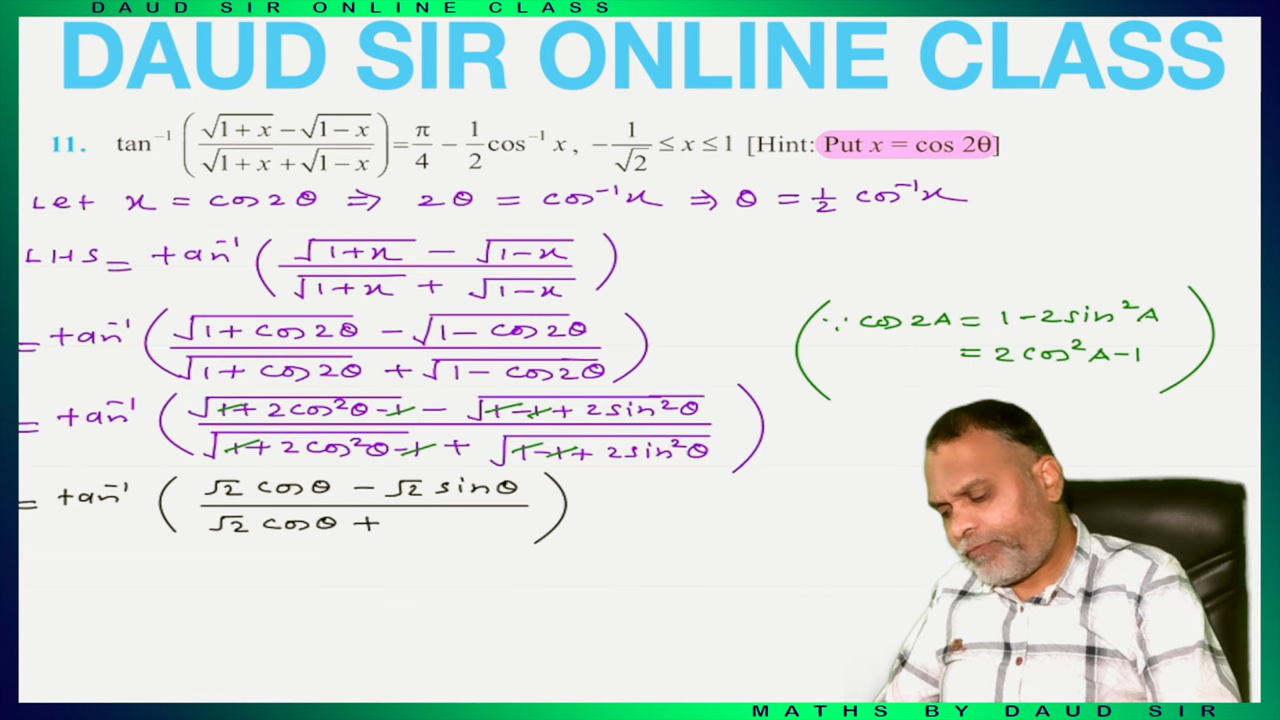 DAUD SIR ONLINE CLASS
DAUD SIR ONLINE CLASS
11. tan⁻¹ ((√(1+x) − √(1−x))/(√(1+x) + √(1−x))) = π/4 − 1/2 cos⁻¹ x, −1/√2 ≤ x ≤ 1 [Hint: Put x = cos 2θ]
Let x = cos2θ ⇒ 2θ = cos⁻¹x ⇒ θ = 1/2 cos⁻¹x
LHS = tan⁻¹ ((√(1+x) − √(1−x))/(√(1+x) + √(1−x)))
= tan⁻¹ ((√(1+cos2θ) − √(1−cos2θ))/(√(1+cos2θ) + √(1−cos2θ)))
(∵ cos2A = 1−2sin²A
= 2cos²A−1)
= tan⁻¹ ((√(1+2cos²θ−1) − √(1−1+2sin²θ))/(√(1+2cos²θ−1) + √(1−1+2sin²θ)))
= tan⁻¹ ((√2 cosθ − √2 sinθ)/(√2 cosθ +))
MATHS BY DAUD SIR